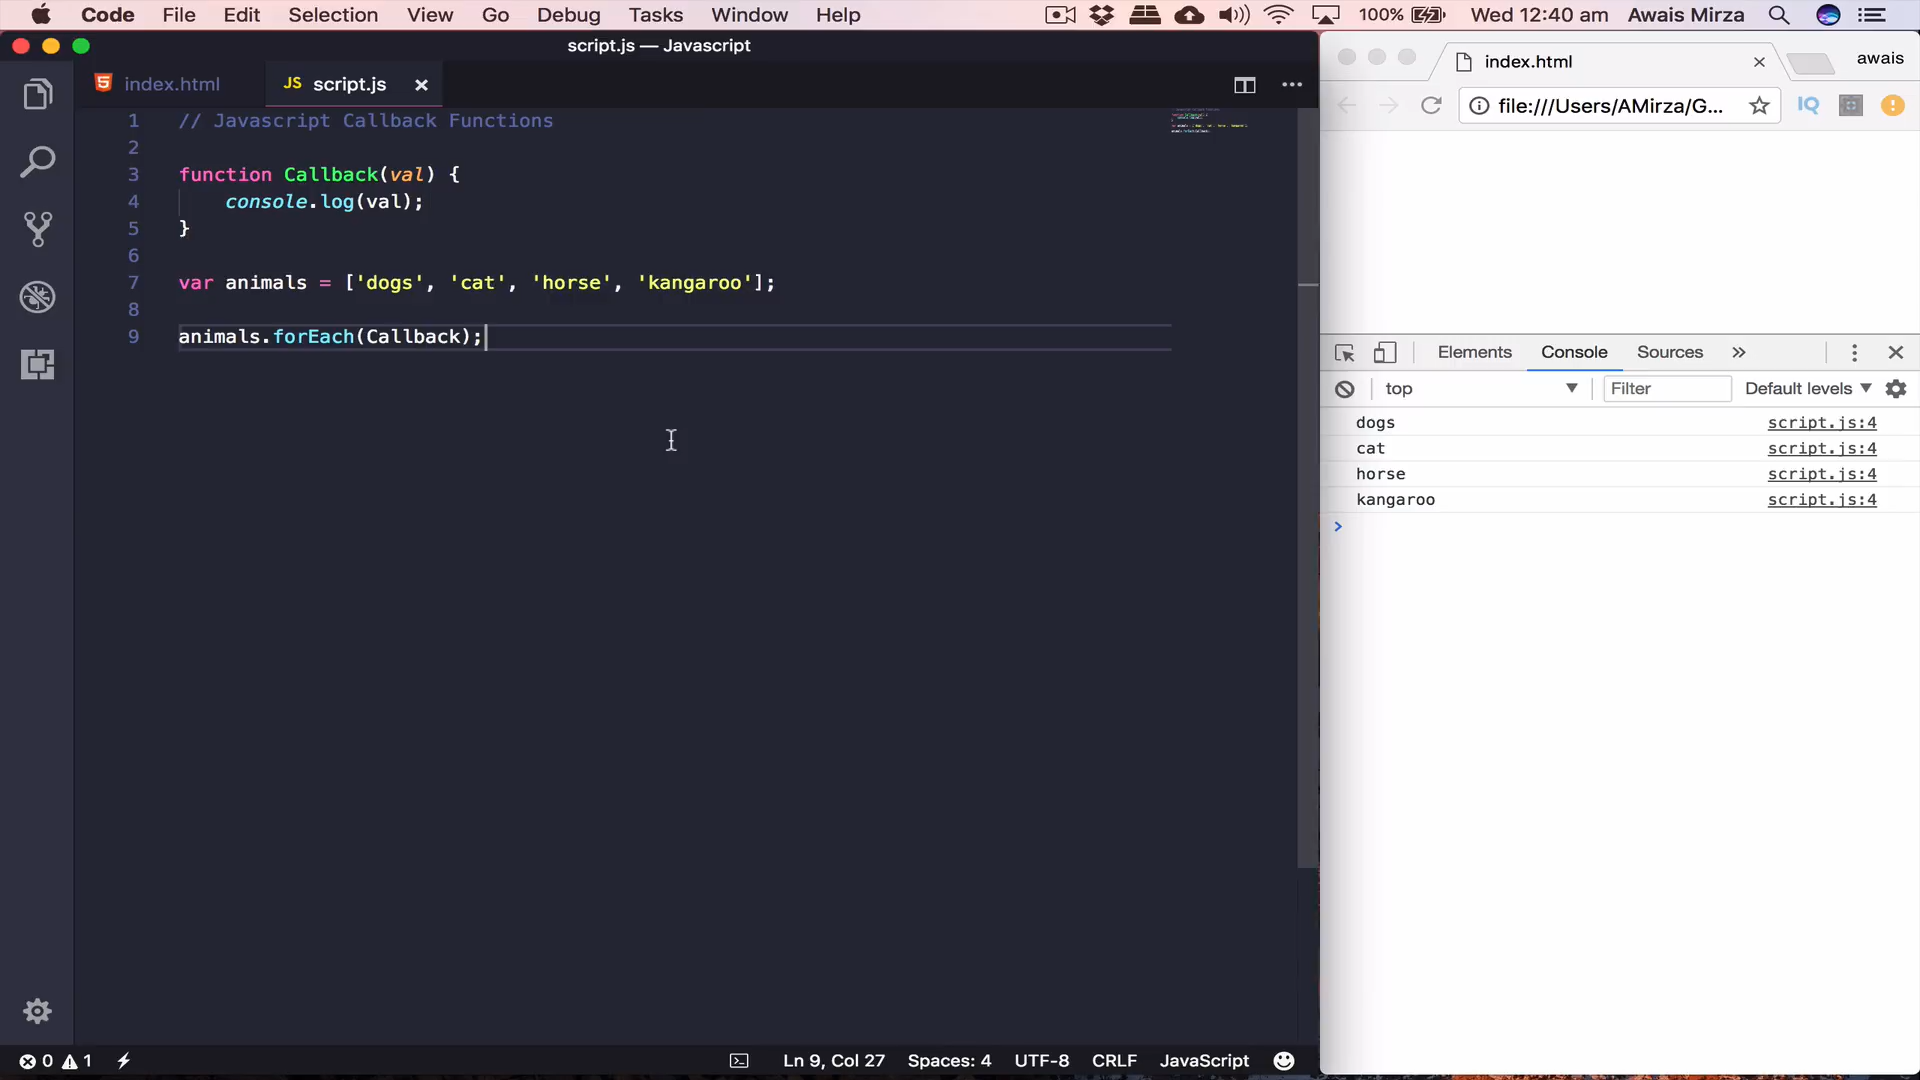 Code File Edit Selection View Go Debug Tasks Window Help 100% Wed 12:40 am Awais Mirza
script.js — Javascript
index.html JS script.js
1 // Javascript Callback Functions
2
3 function Callback(val) {
4 console.log(val);
5 }
6
7 var animals = ['dogs', 'cat', 'horse', 'kangaroo'];
8
9 animals.forEach(Callback);
0 1 Ln 9, Col 27 Spaces: 4 UTF-8 CRLF JavaScript
index.html awais
file:///Users/AMirza/G... IQ
Elements Console Sources »
top Filter Default levels
dogs script.js:4
cat script.js:4
horse script.js:4
kangaroo script.js:4
>